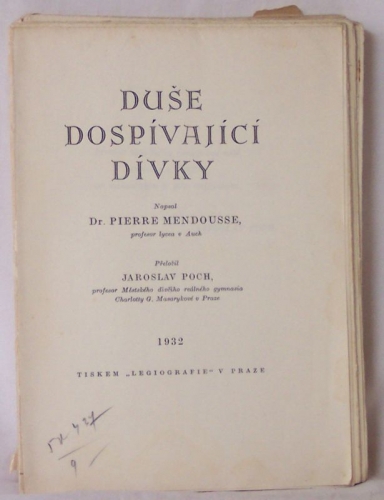 DUŠE
DOSPÍVAJÍCÍ
DÍVKY
Napsal
Dr. PIERRE MENDOUSSE,
profesor lycea v Auch
Přeložil
JAROSLAV POCH,
profesor Městského dívčího reálného gymnasia
Charlotty G. Masarykové v Praze
1932
TISKEM „LEGIOGRAFIE“ V PRAZE
9